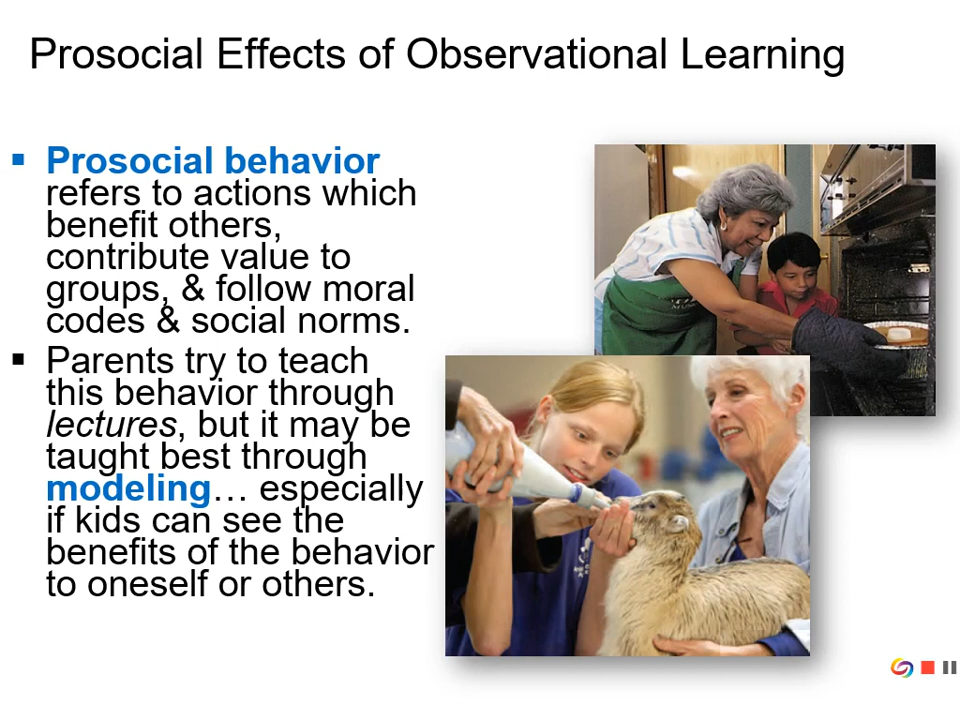 Prosocial Effects of Observational Learning
▪ Prosocial behavior
refers to actions which
benefit others,
contribute value to
groups, & follow moral
codes & social norms.
▪ Parents try to teach
this behavior through
lectures, but it may be
taught best through
modeling… especially
if kids can see the
benefits of the behavior
to oneself or others.